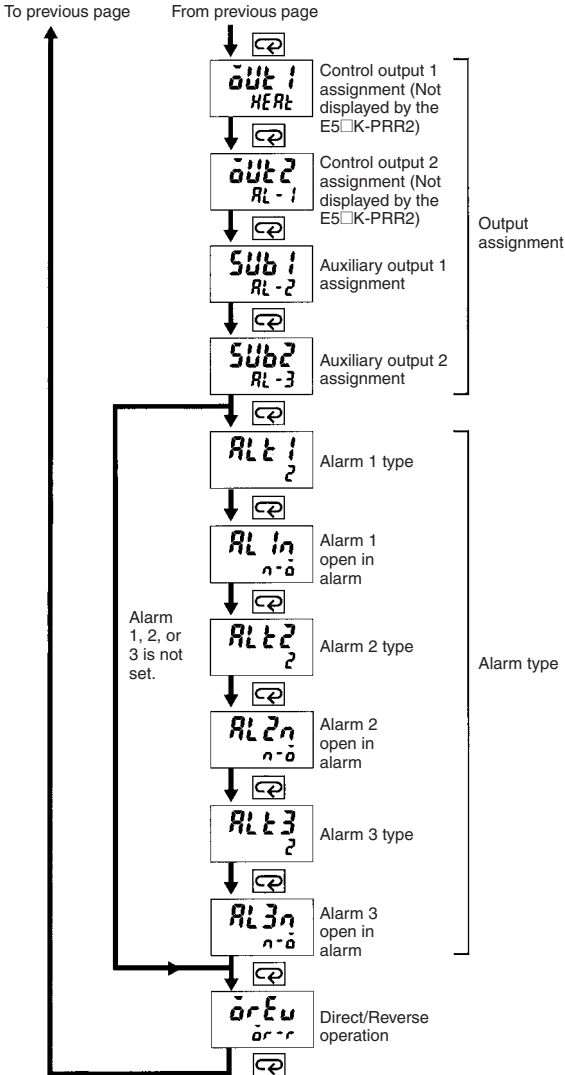 To previous page
From previous page
out1
HEAt
Control output 1
assignment (Not
displayed by the
E5□K-PRR2)
out2
AL-1
Control output 2
assignment (Not
displayed by the
E5□K-PRR2)
SUb1
AL-2
Auxiliary output 1
assignment
SUb2
AL-3
Auxiliary output 2
assignment
Output
assignment
ALt1
2
Alarm 1 type
AL1n
n-o
Alarm 1
open in
alarm
ALt2
2
Alarm 2 type
AL2n
n-o
Alarm 2
open in
alarm
ALt3
2
Alarm 3 type
AL3n
n-o
Alarm 3
open in
alarm
Alarm
1, 2, or
3 is not
set.
Alarm type
orEv
or-r
Direct/Reverse
operation